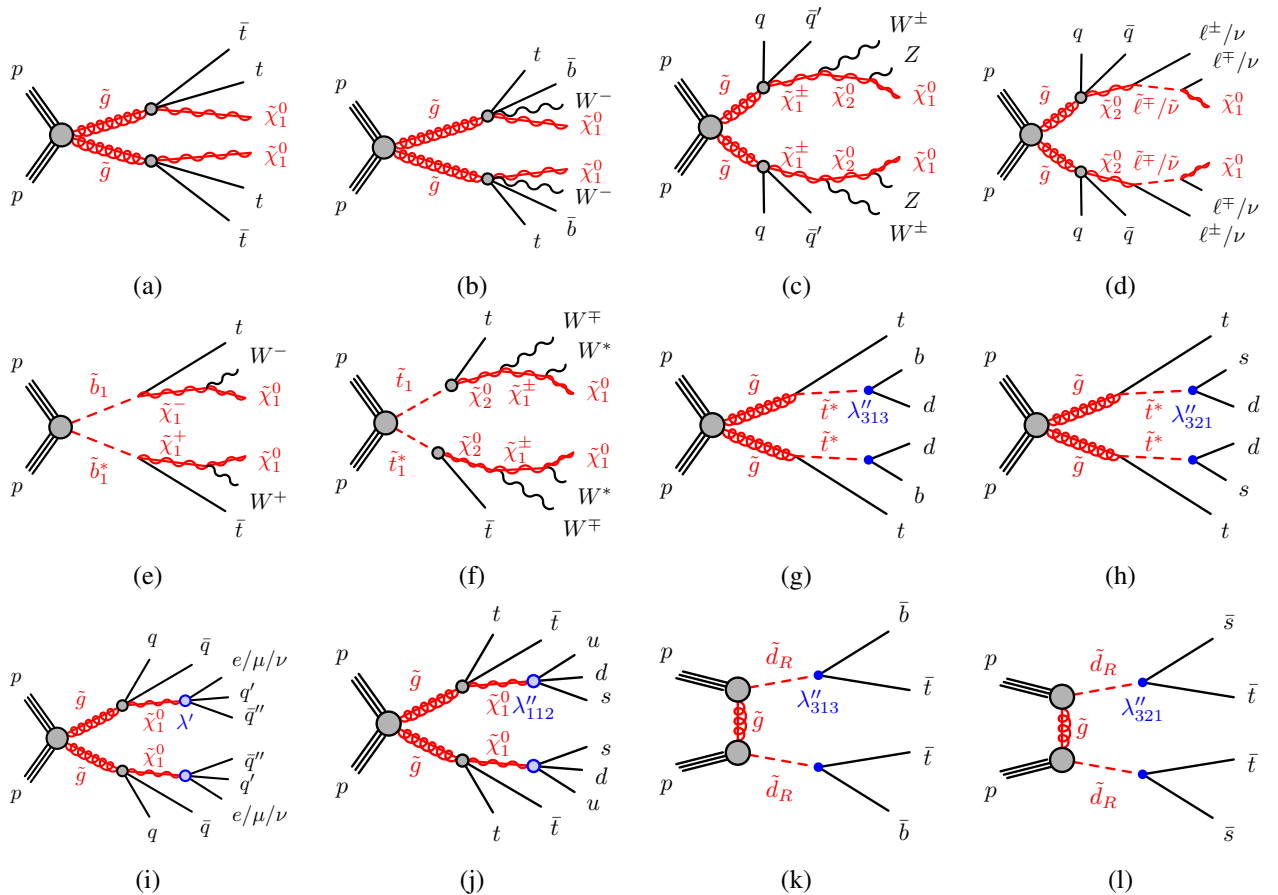 p p g̃ g̃ t̄ t χ̃₁⁰ χ̃₁⁰ t t̄
(a)
p p g̃ g̃ t b̄ W⁻ χ̃₁⁰ χ̃₁⁰ W⁻ b̄ t
(b)
p p g̃ g̃ q q̄′ W± Z χ̃₁± χ̃₂⁰ χ̃₁⁰ χ̃₁± χ̃₂⁰ χ̃₁⁰ Z W± q q̄′
(c)
p p g̃ g̃ q q̄ ℓ±/ν ℓ∓/ν χ̃₂⁰ ℓ̃∓/ν̃ χ̃₁⁰ χ̃₂⁰ ℓ̃∓/ν̃ χ̃₁⁰ ℓ∓/ν ℓ±/ν q q̄
(d)
p p b̃₁ b̃₁* t W⁻ χ̃₁⁻ χ̃₁⁰ χ̃₁⁺ χ̃₁⁰ W⁺ t̄
(e)
p p t̃₁ t̃₁* t W∓ W* χ̃₂⁰ χ̃₁± χ̃₁⁰ χ̃₂⁰ χ̃₁± χ̃₁⁰ W* W∓ t̄
(f)
p p g̃ g̃ t b d t̃* λ″₃₁₃ t̃* d b t
(g)
p p g̃ g̃ t s d t̃* λ″₃₂₁ t̃* d s t
(h)
p p g̃ g̃ q q̄ e/μ/ν q′ q̄″ χ̃₁⁰ λ′ χ̃₁⁰ q̄″ q′ e/μ/ν q q̄
(i)
p p g̃ g̃ t t̄ u d s χ̃₁⁰ λ″₁₁₂ χ̃₁⁰ s d u t t̄
(j)
p p d̃_R g̃ d̃_R b̄ t̄ λ″₃₁₃ t̄ b̄
(k)
p p d̃_R g̃ d̃_R s̄ t̄ λ″₃₂₁ t̄ s̄
(l)